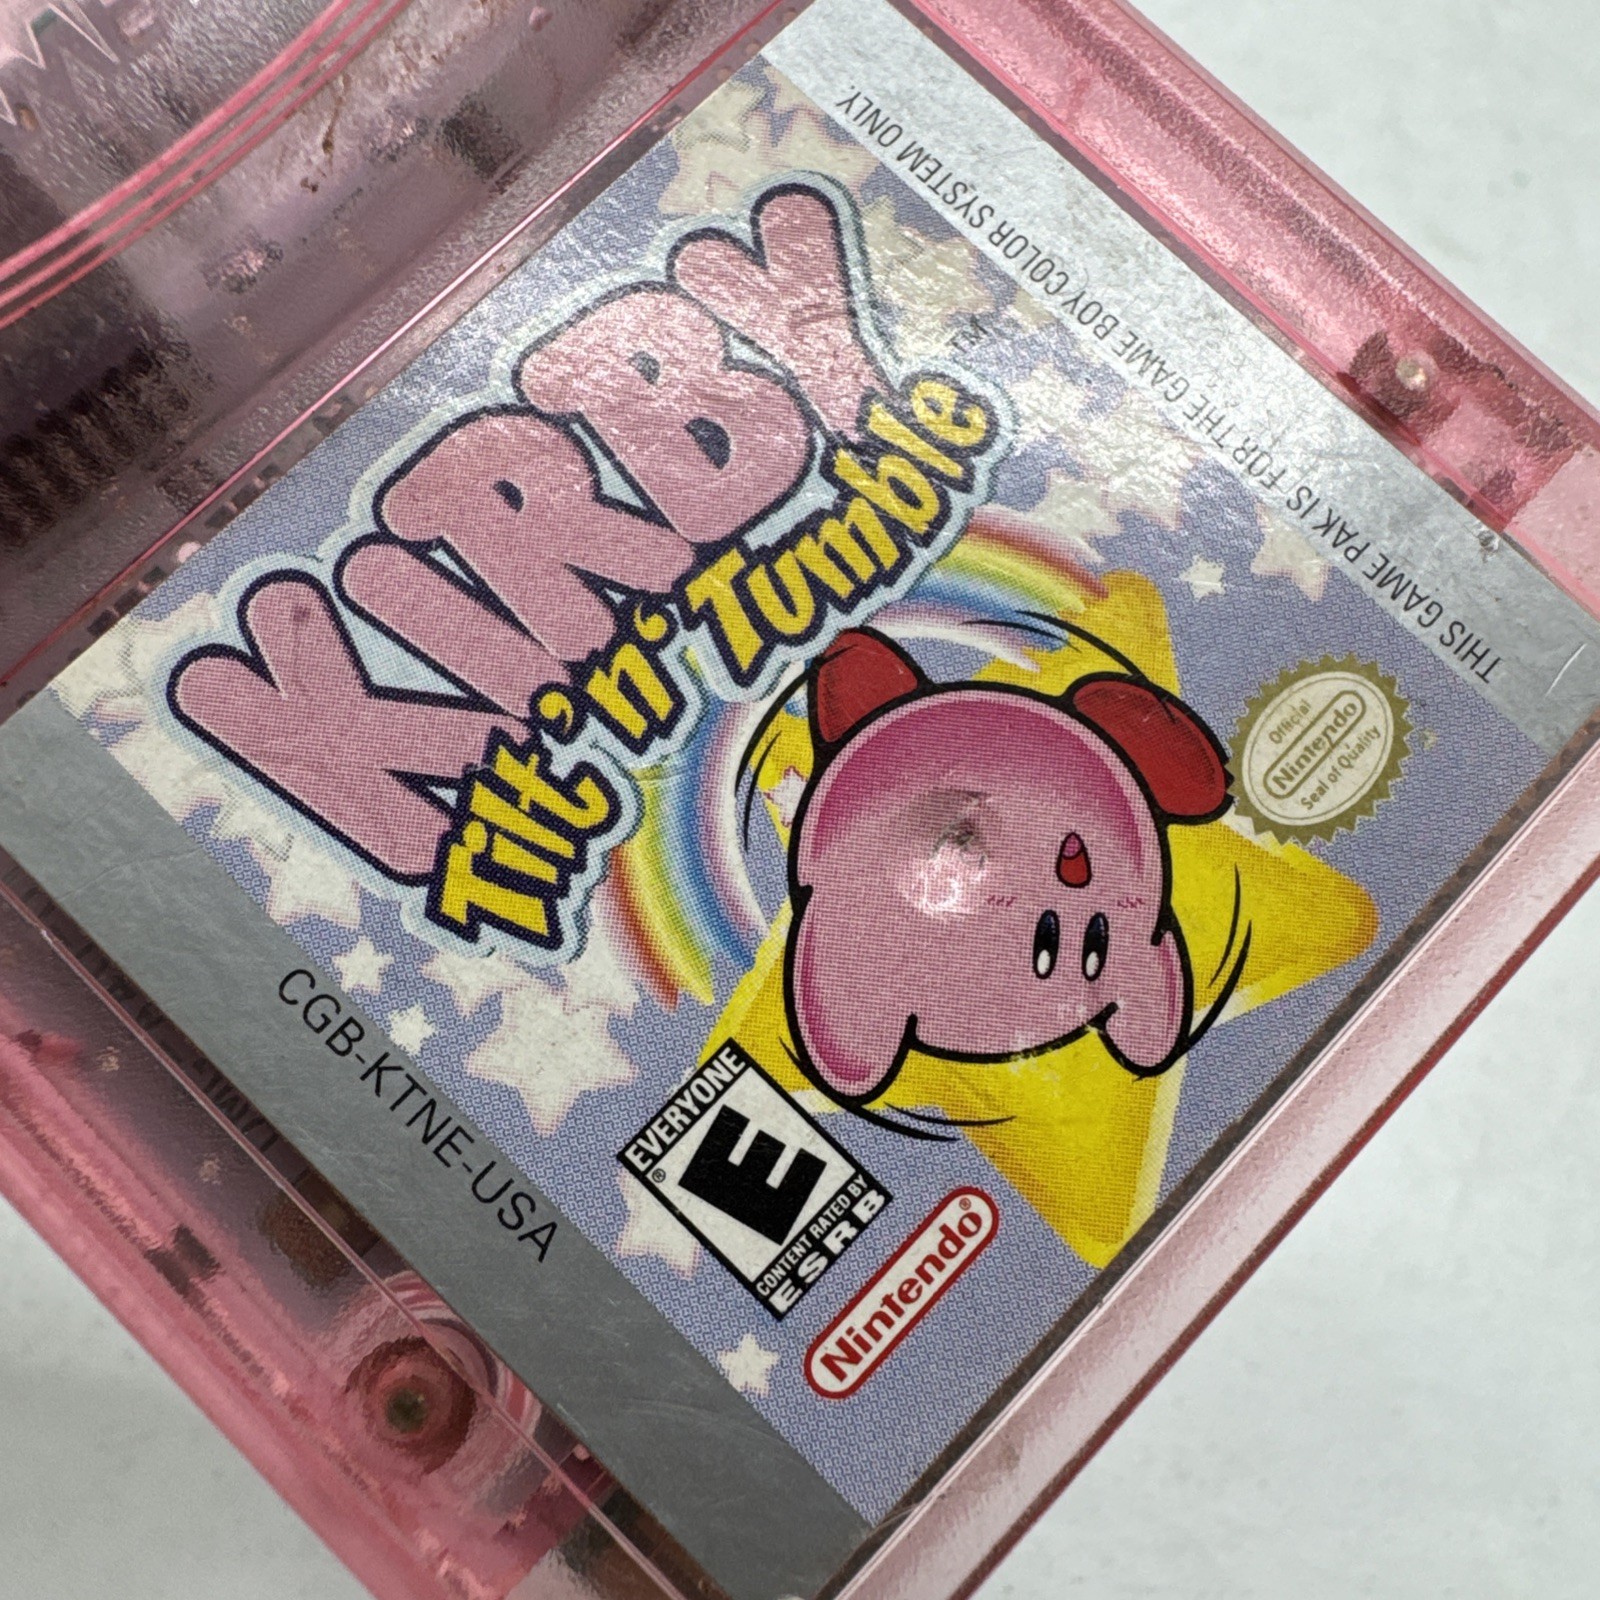 THIS GAME PAK IS FOR THE GAME BOY COLOR SYSTEM ONLY.
KIRBY
Tilt 'n' Tumble
TM
Official
Nintendo
Seal of Quality
EVERYONE
E
®
CONTENT RATED BY
ESRB
Nintendo®
CGB-KTNE-USA